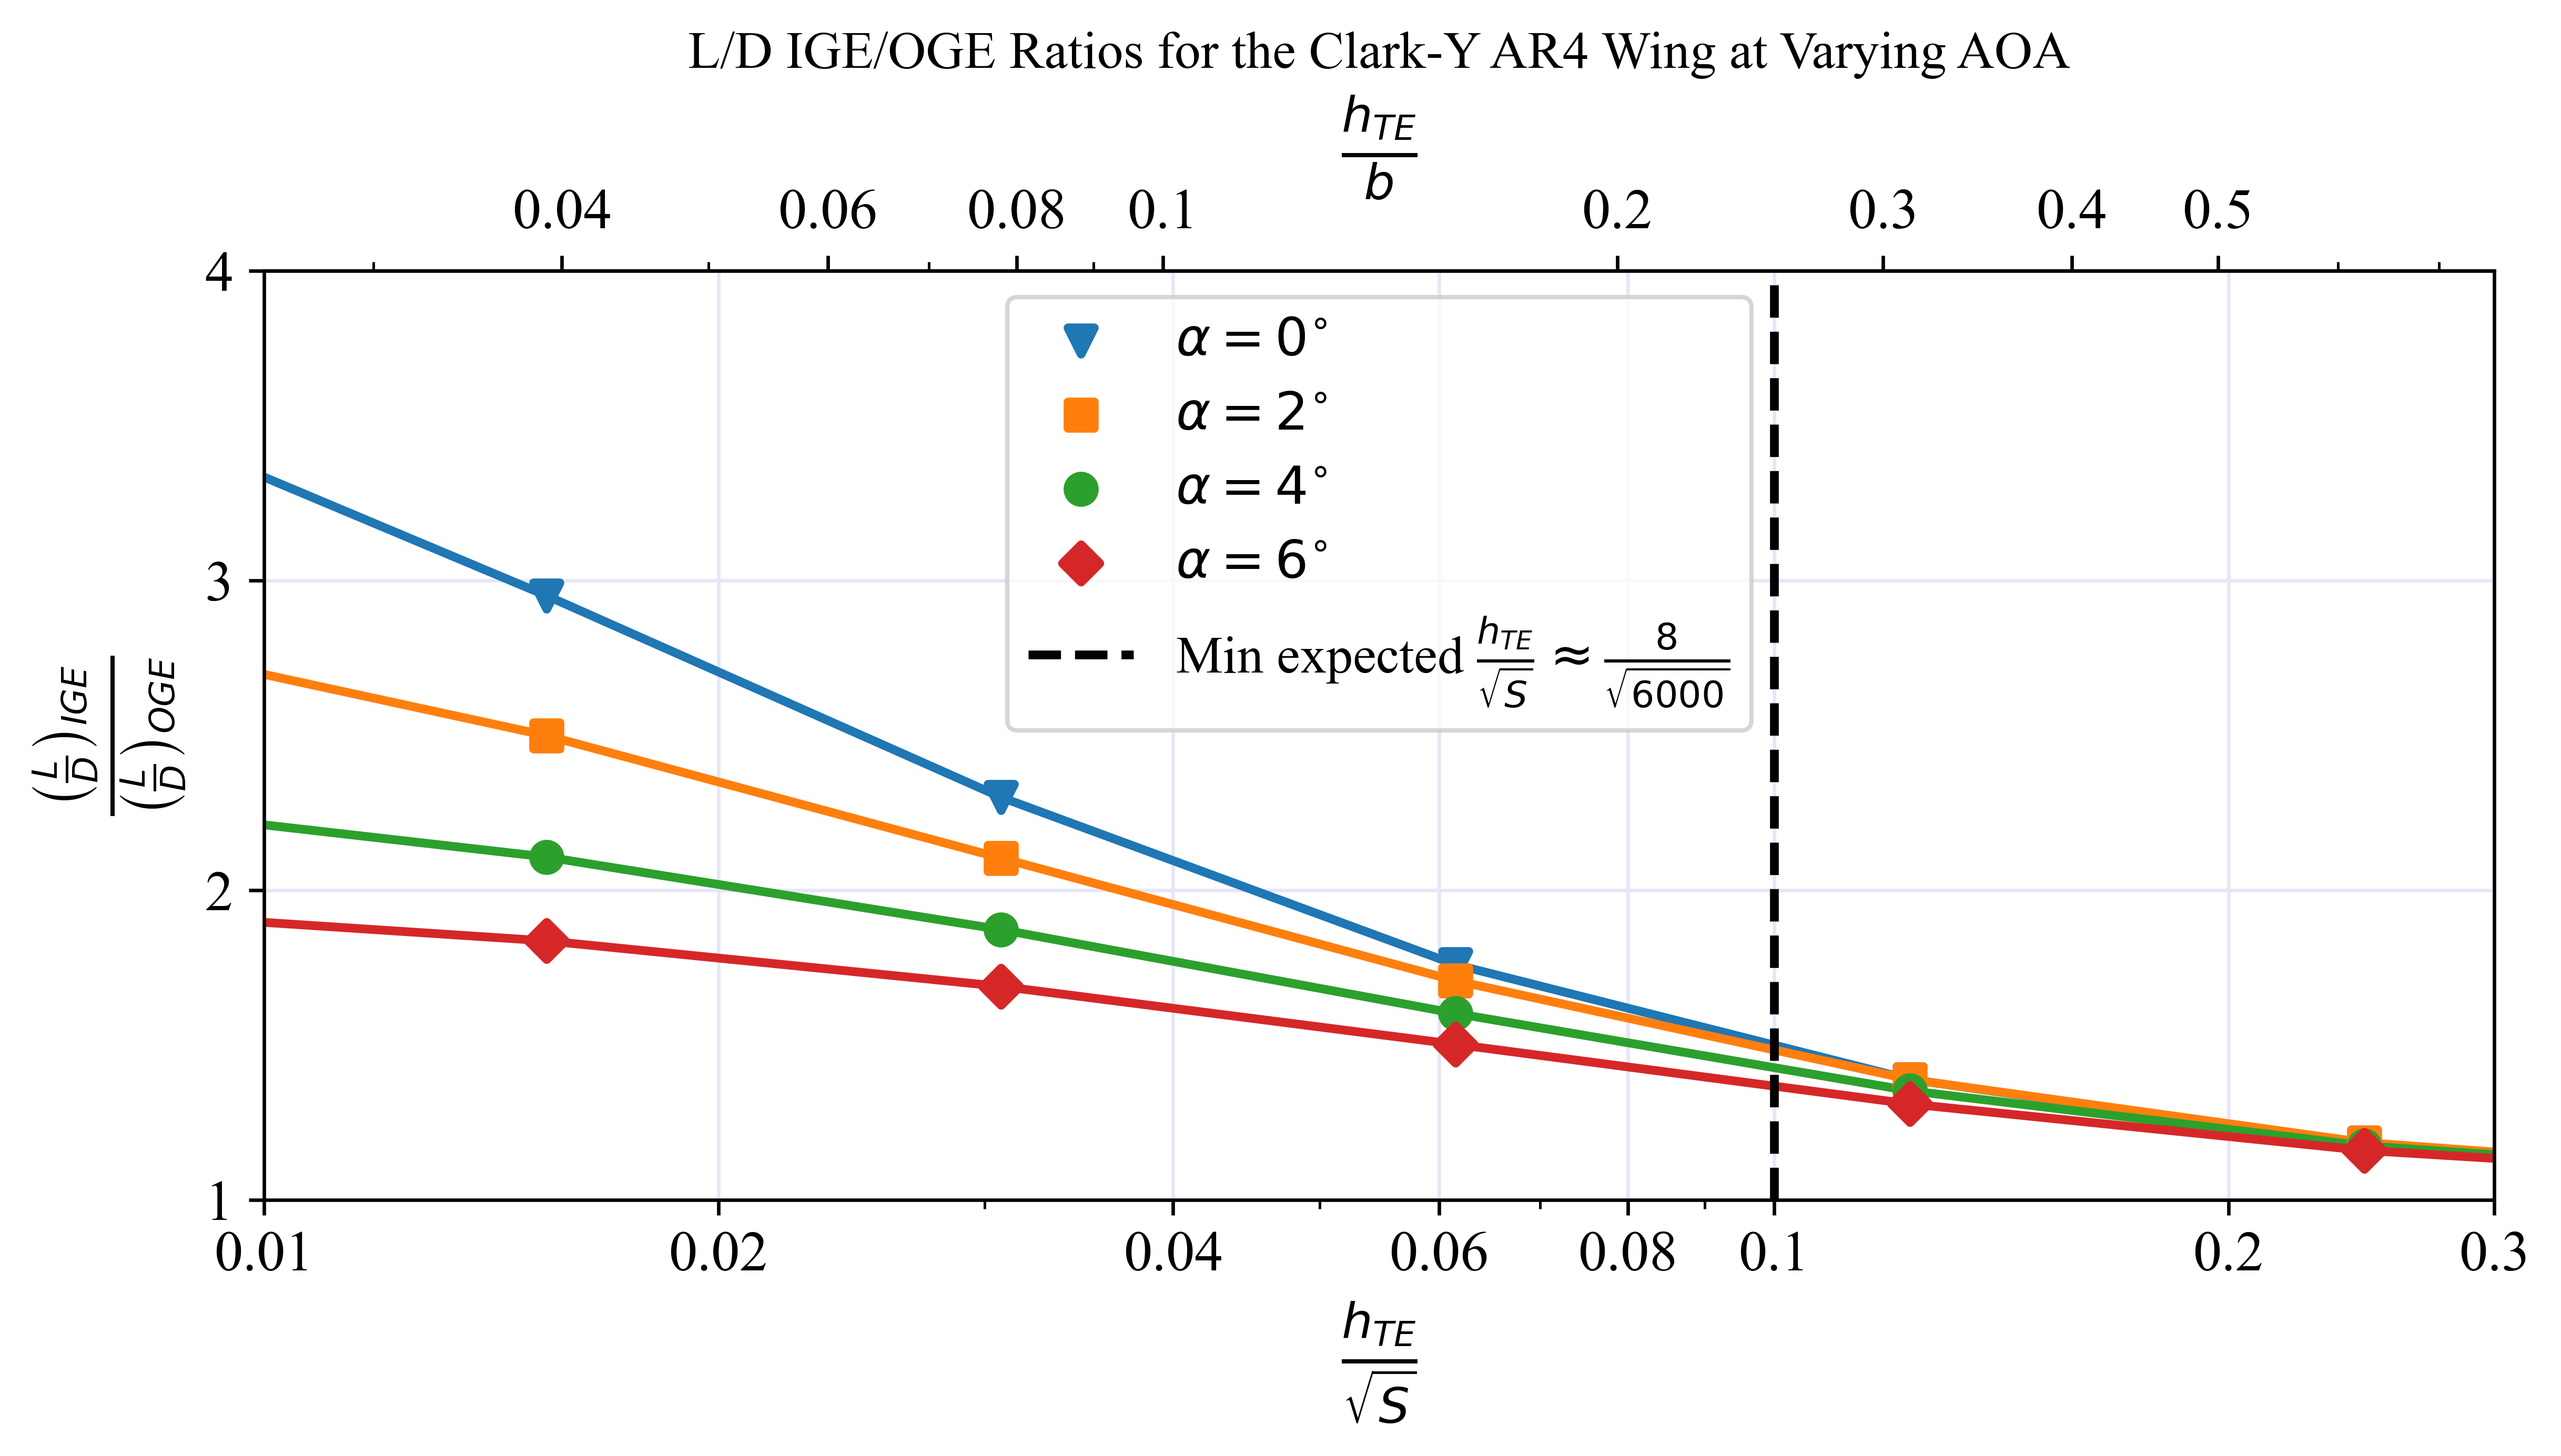 L/D IGE/OGE Ratios for the Clark-Y AR4 Wing at Varying AOA
h_TE / b
0.04 0.06 0.08 0.1 0.2 0.3 0.4 0.5
4
3
2
1
(L/D)IGE / (L/D)OGE
α = 0°
α = 2°
α = 4°
α = 6°
Min expected h_TE/√S ≈ 8/√6000
0.01 0.02 0.04 0.06 0.08 0.1 0.2 0.3
h_TE / √S